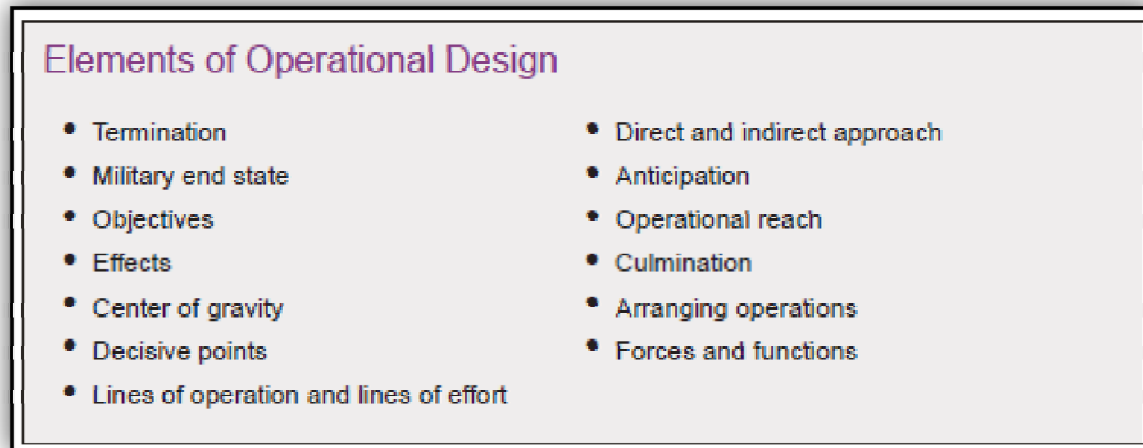 Elements of Operational Design
• Termination
• Military end state
• Objectives
• Effects
• Center of gravity
• Decisive points
• Lines of operation and lines of effort
• Direct and indirect approach
• Anticipation
• Operational reach
• Culmination
• Arranging operations
• Forces and functions